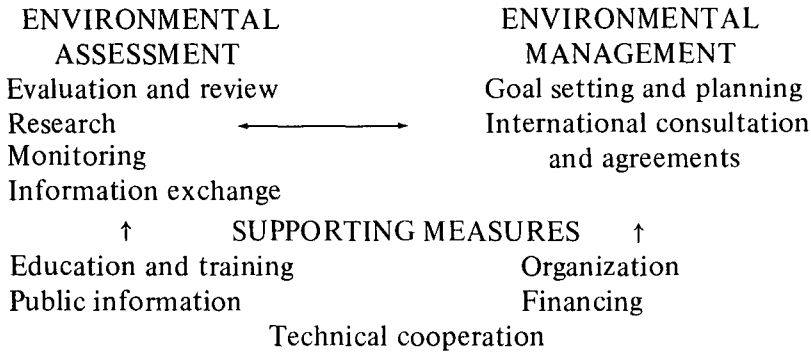 ENVIRONMENTAL ASSESSMENT
Evaluation and review
Research
Monitoring
Information exchange
ENVIRONMENTAL MANAGEMENT
Goal setting and planning
International consultation
and agreements
SUPPORTING MEASURES
Education and training
Public information
Organization
Financing
Technical cooperation